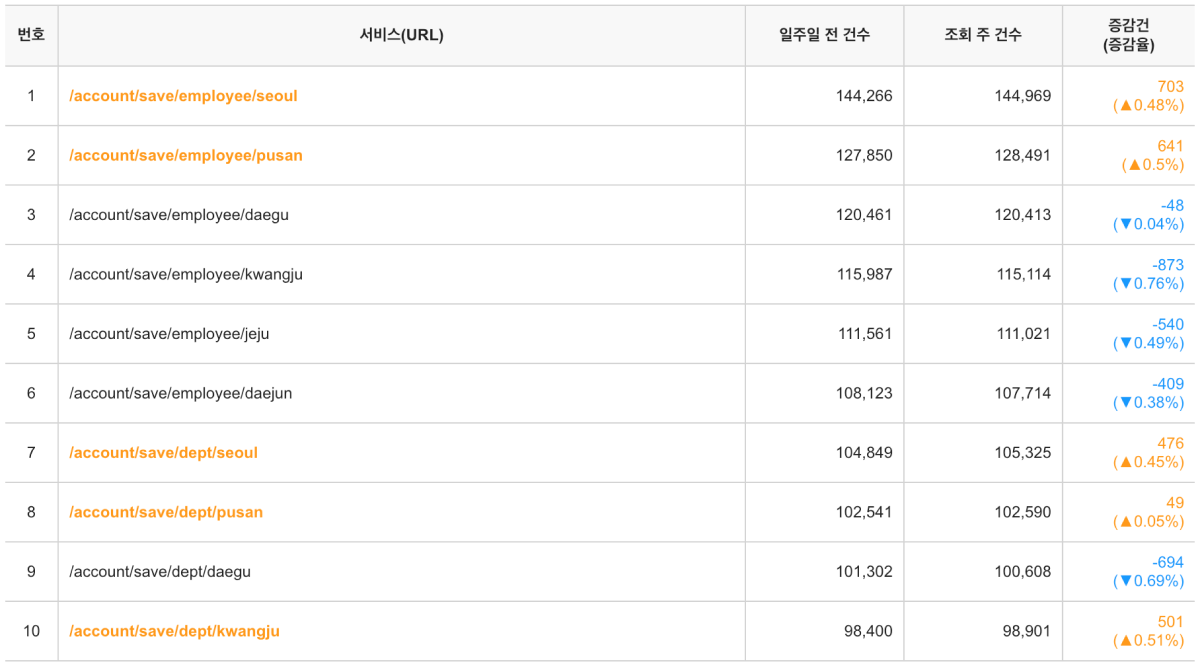 번호 서비스(URL) 일주일 전 건수 조회 주 건수 증감건
(증감율)
1 /account/save/employee/seoul 144,266 144,969 703
(▲0.48%)
2 /account/save/employee/pusan 127,850 128,491 641
(▲0.5%)
3 /account/save/employee/daegu 120,461 120,413 -48
(▼0.04%)
4 /account/save/employee/kwangju 115,987 115,114 -873
(▼0.76%)
5 /account/save/employee/jeju 111,561 111,021 -540
(▼0.49%)
6 /account/save/employee/daejun 108,123 107,714 -409
(▼0.38%)
7 /account/save/dept/seoul 104,849 105,325 476
(▲0.45%)
8 /account/save/dept/pusan 102,541 102,590 49
(▲0.05%)
9 /account/save/dept/daegu 101,302 100,608 -694
(▼0.69%)
10 /account/save/dept/kwangju 98,400 98,901 501
(▲0.51%)